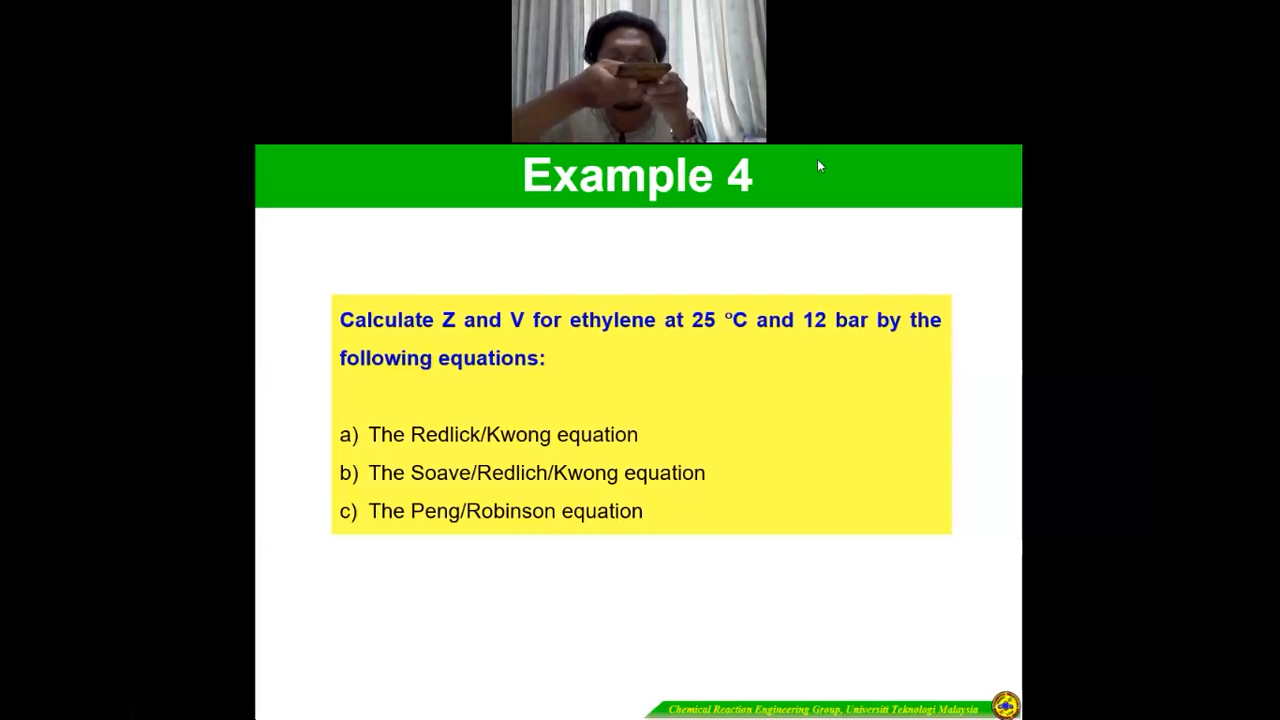 Example 4
Calculate Z and V for ethylene at 25 °C and 12 bar by the
following equations:
a) The Redlick/Kwong equation
b) The Soave/Redlich/Kwong equation
c) The Peng/Robinson equation
Chemical Reaction Engineering Group, Universiti Teknologi Malaysia